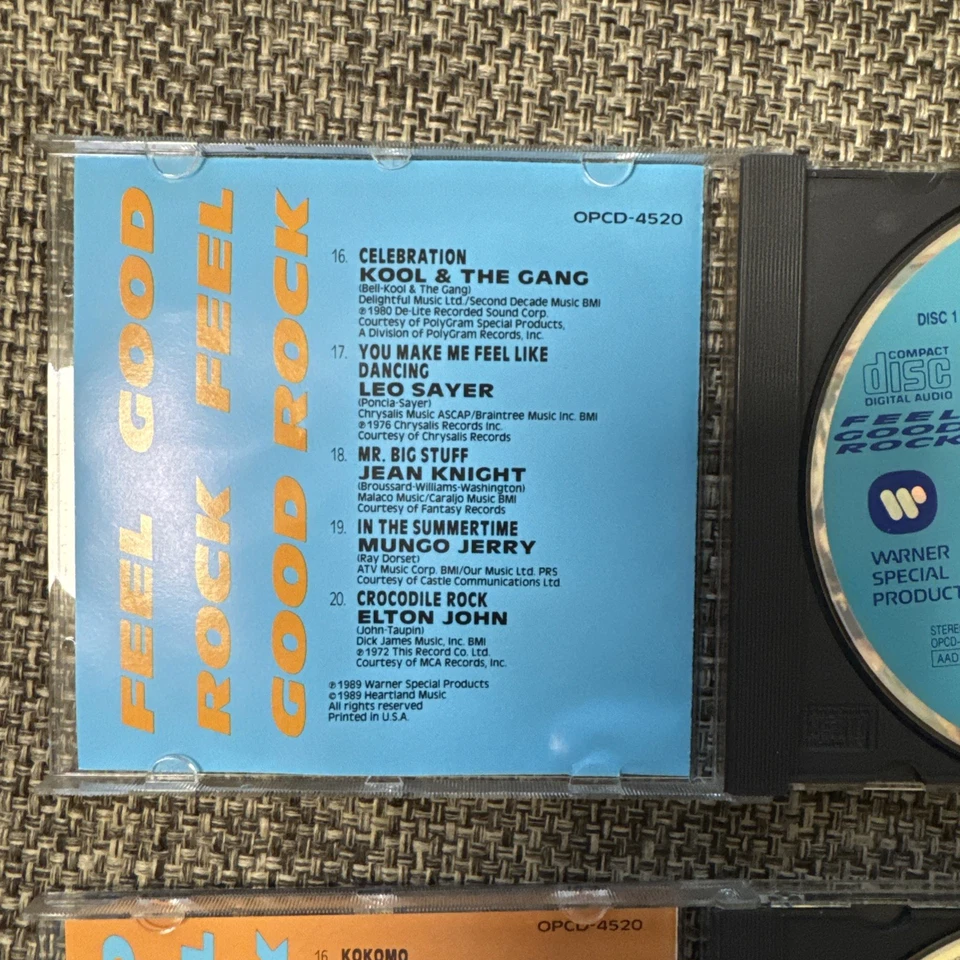 FEEL GOOD
ROCK FEEL
GOOD ROCK
OPCD-4520
16. CELEBRATION
KOOL & THE GANG
(Bell-Kool & The Gang)
Delightful Music Ltd./Second Decade Music BMI
℗1980 De-Lite Recorded Sound Corp.
Courtesy of PolyGram Special Products,
A Division of PolyGram Records, Inc.
17. YOU MAKE ME FEEL LIKE
DANCING
LEO SAYER
(Poncia-Sayer)
Chrysalis Music ASCAP/Braintree Music Inc. BMI
℗1976 Chrysalis Records Inc.
Courtesy of Chrysalis Records
18. MR. BIG STUFF
JEAN KNIGHT
(Broussard-Williams-Washington)
Malaco Music/Caraljo Music BMI
Courtesy of Fantasy Records
19. IN THE SUMMERTIME
MUNGO JERRY
(Ray Dorset)
ATV Music Corp. BMI/Our Music Ltd. PRS
Courtesy of Castle Communications Ltd
20. CROCODILE ROCK
ELTON JOHN
(John-Taupin)
Dick James Music, Inc. BMI
℗1972 This Record Co. Ltd.
Courtesy of MCA Records, Inc.
℗1989 Warner Special Products
©1989 Heartland Music
All rights reserved
Printed in U.S.A.
DISC 1
COMPACT
disc
DIGITAL AUDIO
FEEL
GOOD
ROCK
WARNER
SPECIAL
PRODUCT
STEREO
OPCD-
AAD
OPCD-4520
16. KOKOMO